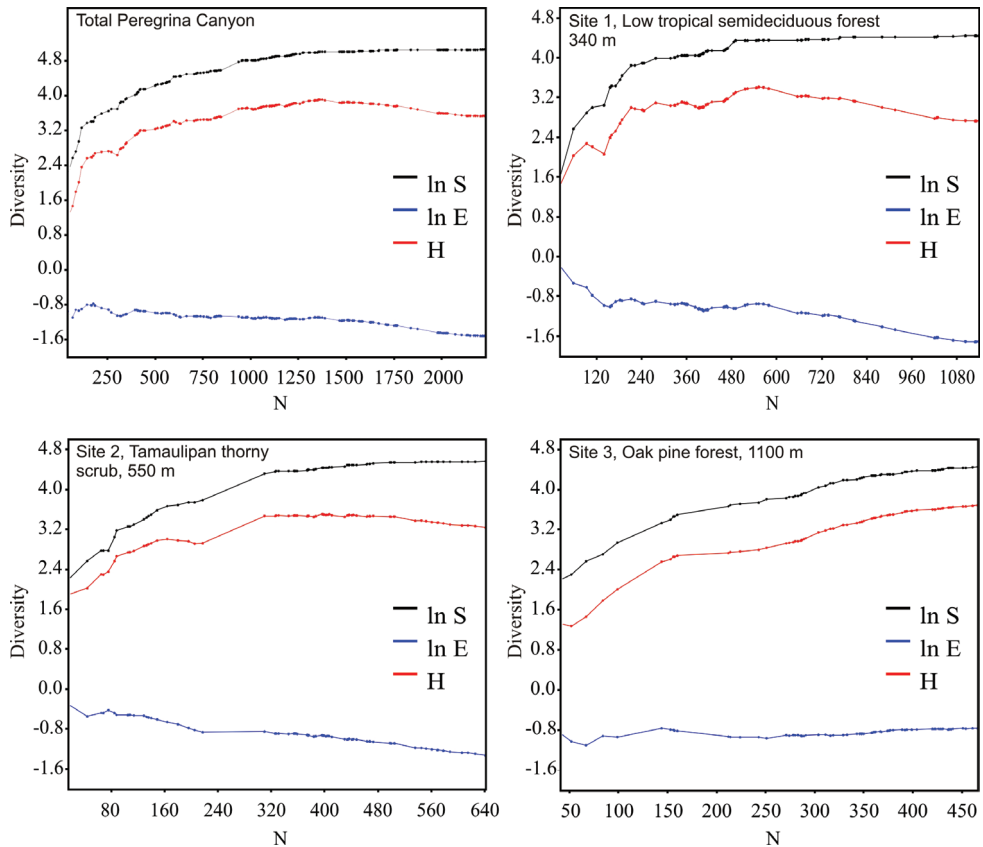 Total Peregrina Canyon
4.8
4.0
3.2
2.4
1.6
0.8
0.0
-0.8
-1.6
Diversity
ln S
ln E
H
250 500 750 1000 1250 1500 1750 2000
N
Site 1, Low tropical semideciduous forest
340 m
4.8
4.0
3.2
2.4
1.6
0.8
0.0
-0.8
-1.6
Diversity
ln S
ln E
H
120 240 360 480 600 720 840 960 1080
N
Site 2, Tamaulipan thorny
scrub, 550 m
4.8
4.0
3.2
2.4
1.6
0.8
0.0
-0.8
-1.6
Diversity
ln S
ln E
H
80 160 240 320 400 480 560 640
N
Site 3, Oak pine forest, 1100 m
4.8
4.0
3.2
2.4
1.6
0.8
0.0
-0.8
-1.6
Diversity
ln S
ln E
H
50 100 150 200 250 300 350 400 450
N